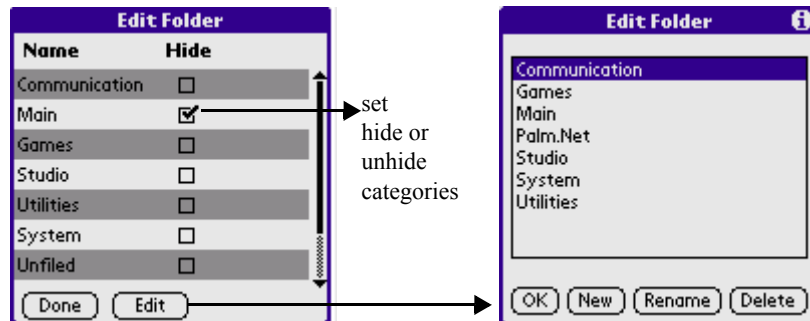 Edit Folder
Name Hide
Communication
Main
Games
Studio
Utilities
System
Unfiled
Done Edit
set
hide or
unhide
categories
Edit Folder i
Communication
Games
Main
Palm.Net
Studio
System
Utilities
OK New Rename Delete